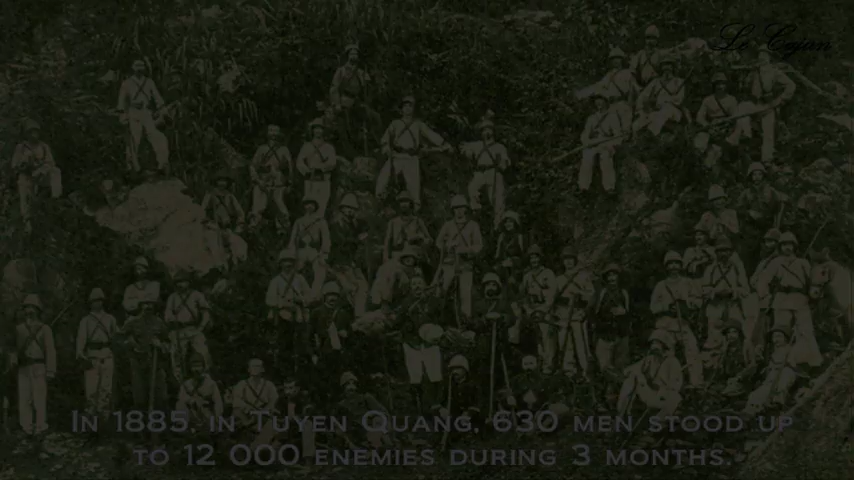 Le Cajun
In 1885, in Tuyen Quang, 630 men stood up
to 12 000 enemies during 3 months.